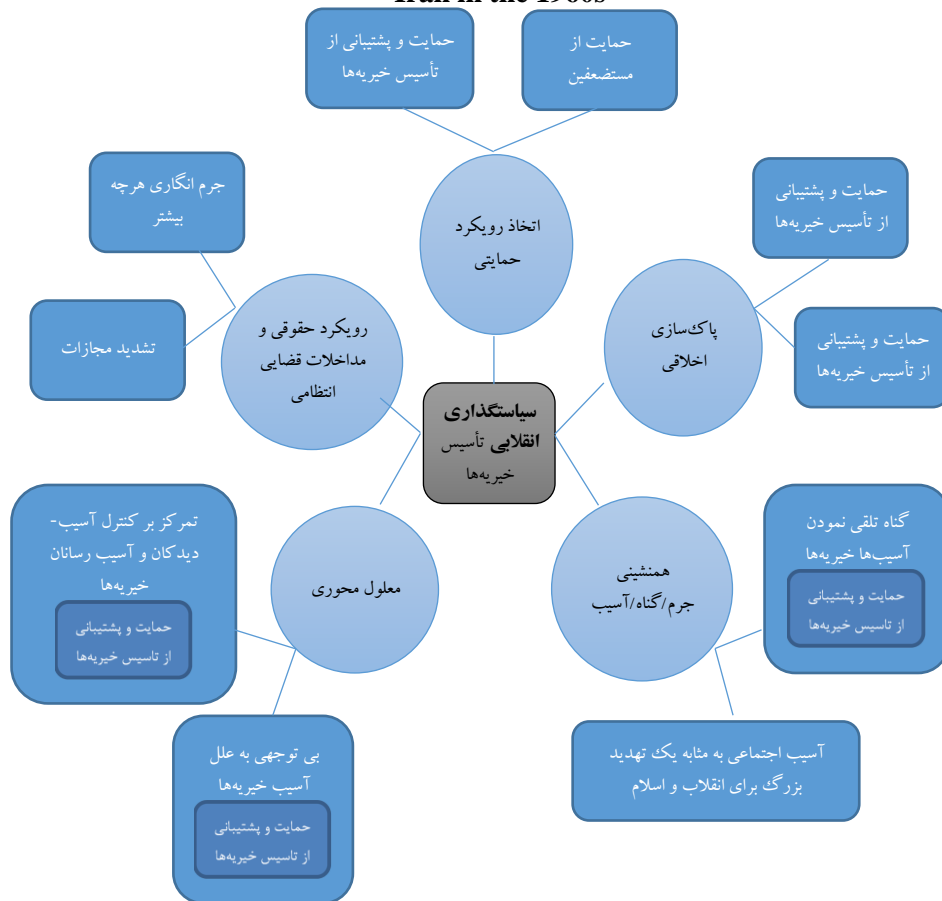 Iran in the 1980s
حمایت و پشتیبانی از
تأسیس خیریه‌ها
حمایت از
مستضعفین
جرم انگاری هرچه
بیشتر
حمایت و پشتیبانی
از تأسیس خیریه‌ها
اتخاذ رویکرد
حمایتی
رویکرد حقوقی و
مداخلات قضایی
انتظامی
پاک‌سازی
اخلاقی
تشدید مجازات
حمایت و پشتیبانی
از تأسیس خیریه‌ها
سیاستگذاری
انقلابی تأسیس
خیریه‌ها
تمرکز بر کنترل آسیب-
دیدکان و آسیب رسانان
خیریه‌ها
حمایت و پشتیبانی
از تاسیس خیریه‌ها
معلول محوری
همنشینی
جرم/گناه/آسیب
گناه تلقی نمودن
آسیب‌ها خیریه‌ها
حمایت و پشتیبانی
از تاسیس خیریه‌ها
بی توجهی به علل
آسیب خیریه‌ها
حمایت و پشتیبانی
از تاسیس خیریه‌ها
آسیب اجتماعی به مثابه یک تهدید
بزرگ برای انقلاب و اسلام